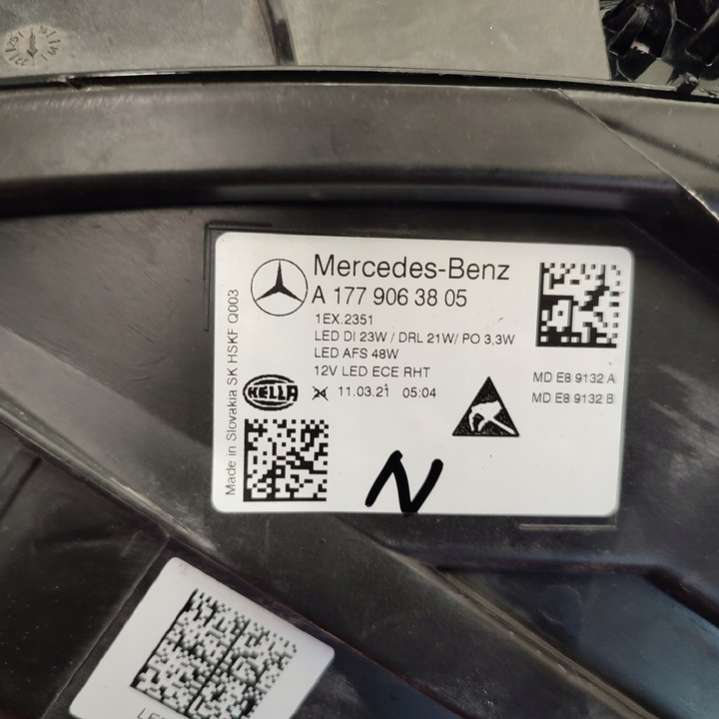 Mercedes-Benz
A 177 906 38 05
1EX.2351
LED DI 23W / DRL 21W/ PO 3,3W
LED AFS 48W
12V LED ECE RHT
HELLA
11.03.21 05:04
MD E8 9132 A
MD E8 9132 B
Made in Slovakia SK HSKF Q003
N